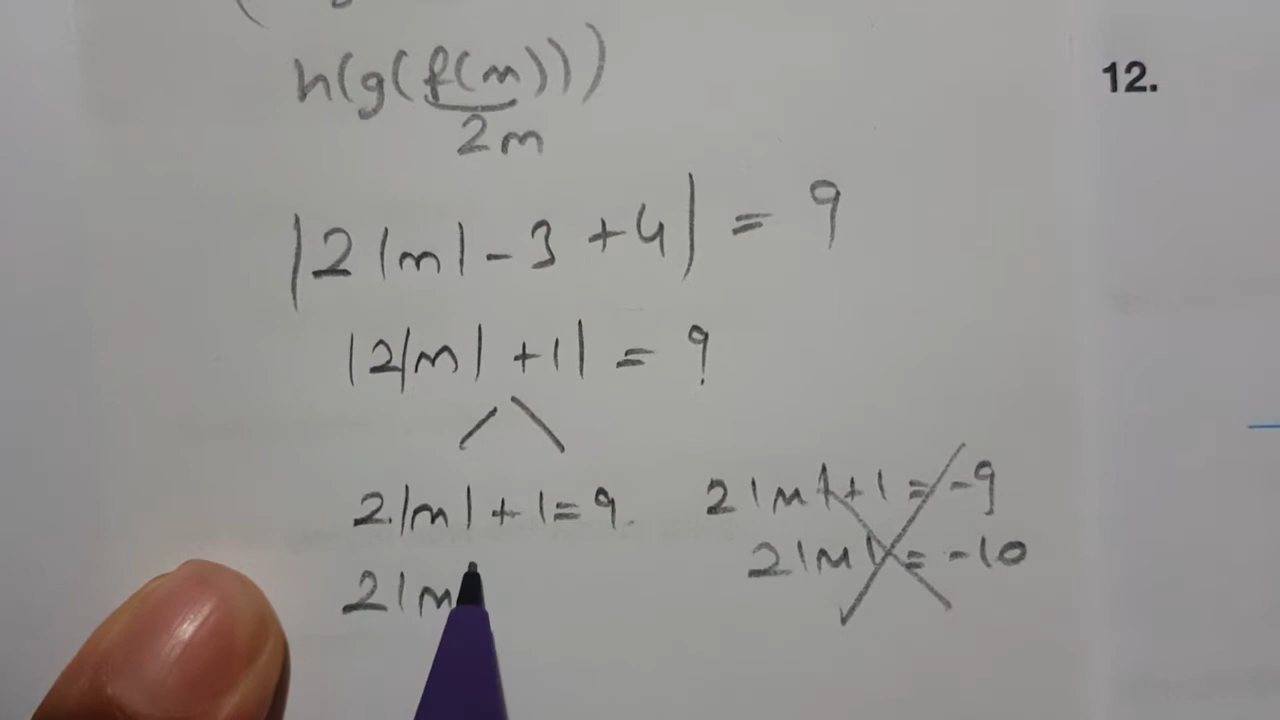 h(g(f(m)))
2m
|2|m|-3+4| = 9
|2|m|+1| = 9
2|m|+1=9
2|m
2|m|+1=-9
2|m|=-10
12.